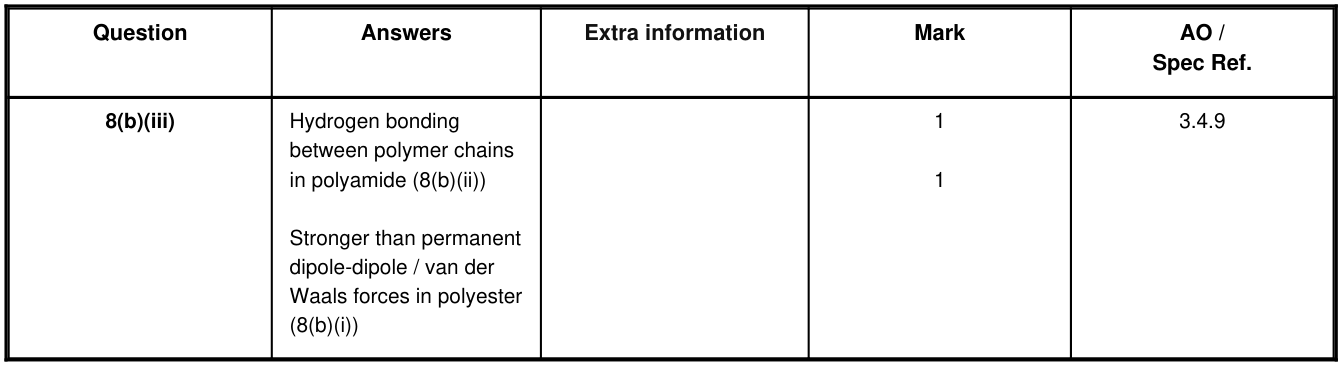 Question Answers Extra information Mark AO /
Spec Ref.
8(b)(iii) Hydrogen bonding 1 3.4.9
between polymer chains
in polyamide (8(b)(ii)) 1
Stronger than permanent
dipole-dipole / van der
Waals forces in polyester
(8(b)(i))